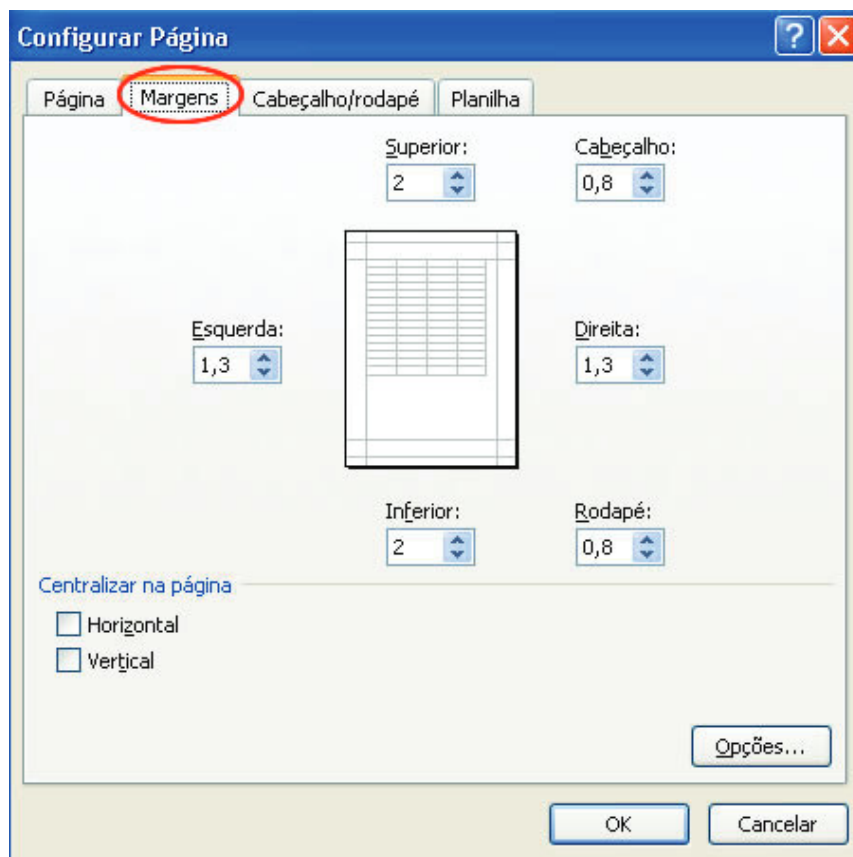 Configurar Página
Página Margens Cabeçalho/rodapé Planilha
Superior: Cabeçalho:
2 0,8
Esquerda: Direita:
1,3 1,3
Inferior: Rodapé:
2 0,8
Centralizar na página
Horizontal
Vertical
Opções...
OK Cancelar